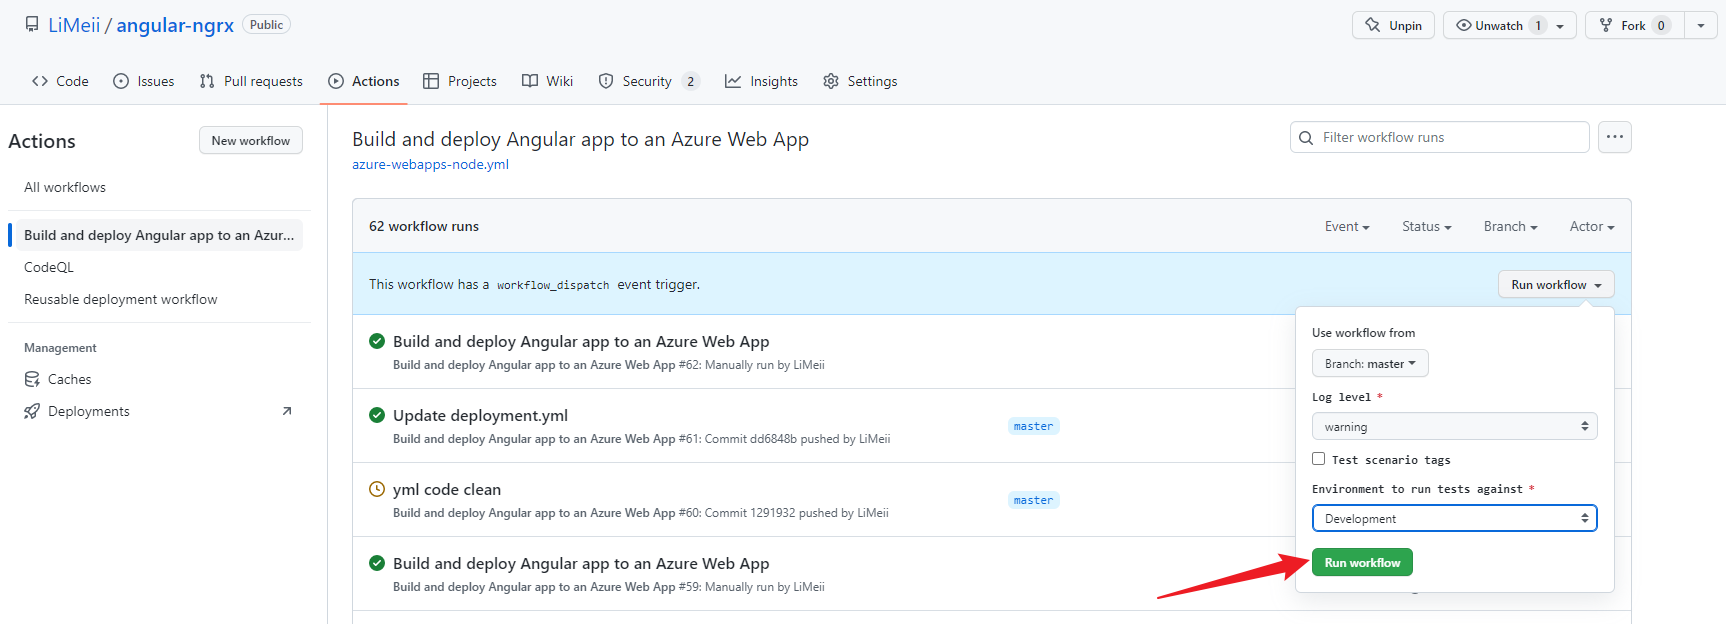 LiMeii / angular-ngrx Public
Unpin Unwatch 1 Fork 0
Code Issues Pull requests Actions Projects Wiki Security 2 Insights Settings
Actions
New workflow
All workflows
Build and deploy Angular app to an Azur...
CodeQL
Reusable deployment workflow
Management
Caches
Deployments
Build and deploy Angular app to an Azure Web App
azure-webapps-node.yml
Filter workflow runs
62 workflow runs
Event Status Branch Actor
This workflow has a workflow_dispatch event trigger.
Run workflow
Build and deploy Angular app to an Azure Web App
Build and deploy Angular app to an Azure Web App #62: Manually run by LiMeii
Update deployment.yml
Build and deploy Angular app to an Azure Web App #61: Commit dd6848b pushed by LiMeii
master
yml code clean
Build and deploy Angular app to an Azure Web App #60: Commit 1291932 pushed by LiMeii
master
Build and deploy Angular app to an Azure Web App
Build and deploy Angular app to an Azure Web App #59: Manually run by LiMeii
Use workflow from
Branch: master
Log level *
warning
Test scenario tags
Environment to run tests against *
Development
Run workflow